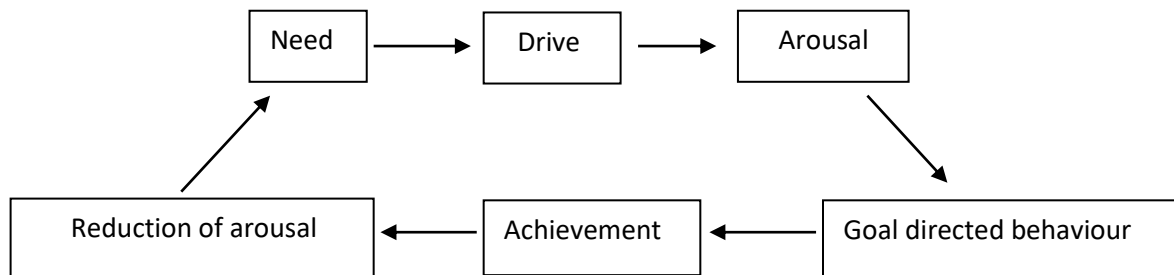 Need
Drive
Arousal
Reduction of arousal
Achievement
Goal directed behaviour